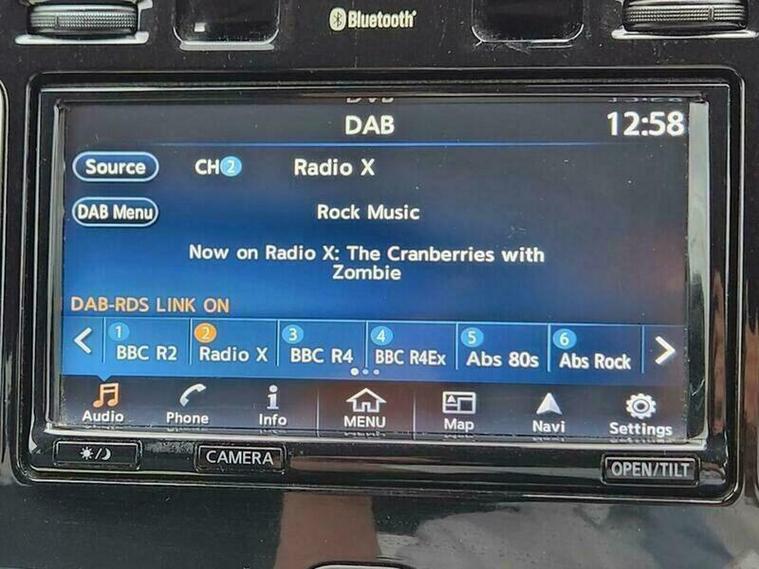 Bluetooth
DAB
12:58
Source
CH 2
Radio X
DAB Menu
Rock Music
Now on Radio X: The Cranberries with
Zombie
DAB-RDS LINK ON
1 BBC R2
2 Radio X
3 BBC R4
4 BBC R4Ex
5 Abs 80s
6 Abs Rock
Audio
Phone
Info
MENU
Map
Navi
Settings
CAMERA
OPEN/TILT